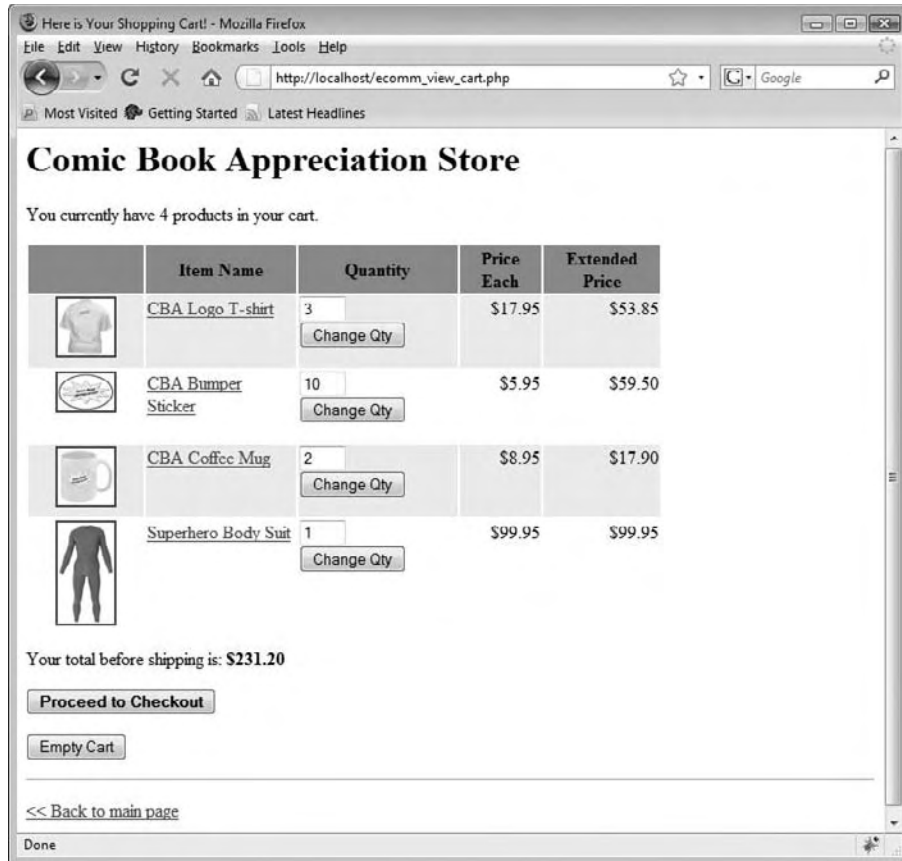 Here is Your Shopping Cart! - Mozilla Firefox
File Edit View History Bookmarks Tools Help
http://localhost/ecomm_view_cart.php
Google
Most Visited Getting Started Latest Headlines
Comic Book Appreciation Store
You currently have 4 products in your cart.
Item Name Quantity Price Each Extended Price
CBA Logo T-shirt 3 $17.95 $53.85
Change Qty
CBA Bumper 10 $5.95 $59.50
Sticker Change Qty
CBA Coffee Mug 2 $8.95 $17.90
Change Qty
Superhero Body Suit 1 $99.95 $99.95
Change Qty
Your total before shipping is: $231.20
Proceed to Checkout
Empty Cart
<< Back to main page
Done